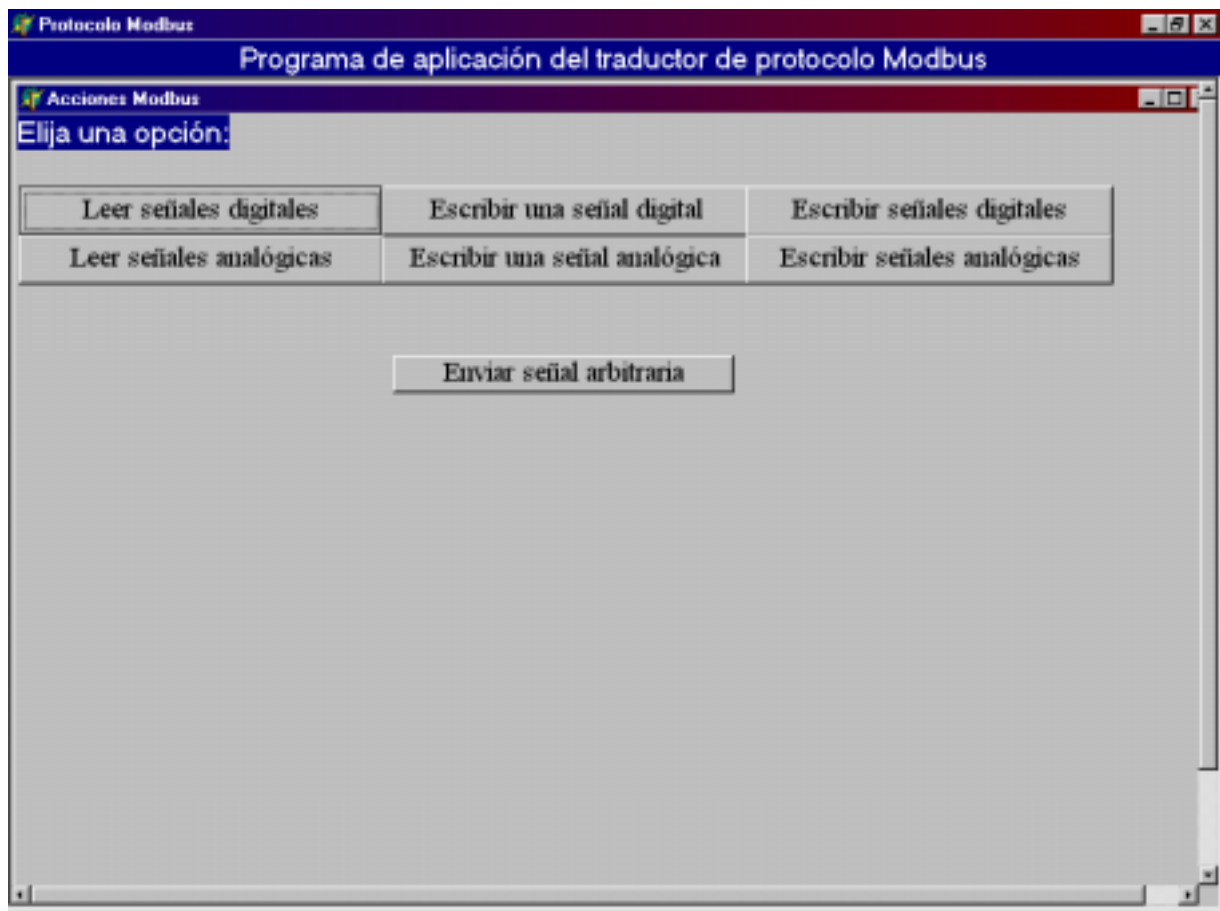 Protocolo Modbus
Programa de aplicación del traductor de protocolo Modbus
Acciones Modbus
Elija una opción:
Leer señales digitales
Escribir una señal digital
Escribir señales digitales
Leer señales analógicas
Escribir una señal analógica
Escribir señales analógicas
Enviar señal arbitraria